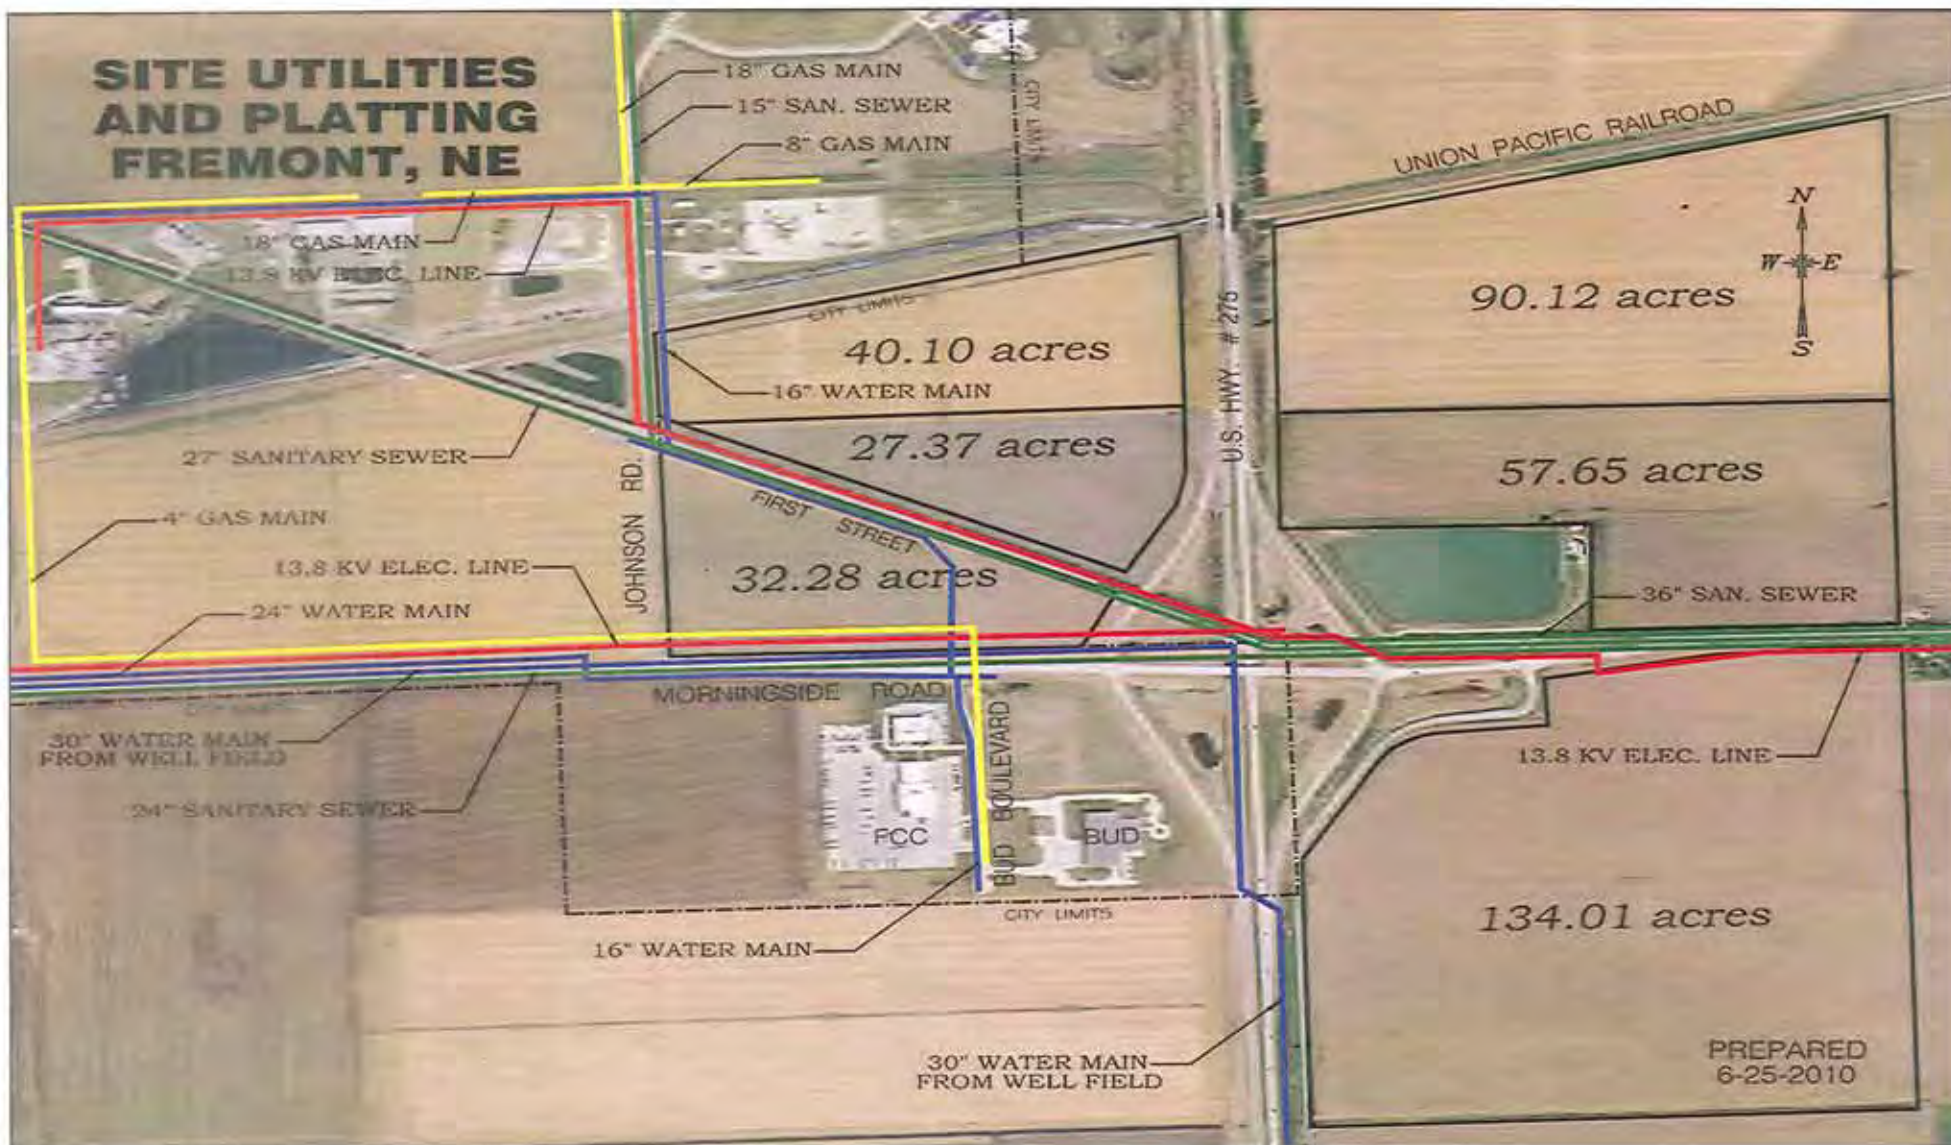 SITE UTILITIES
AND PLATTING
FREMONT, NE
18" GAS MAIN
15" SAN. SEWER
8" GAS MAIN
CITY LIMITS
UNION PACIFIC RAILROAD
N
W E
S
18" GAS MAIN
13.8 KV ELEC. LINE
CITY LIMITS
90.12 acres
40.10 acres
U.S. HWY. # 275
16" WATER MAIN
27.37 acres
27" SANITARY SEWER
57.65 acres
JOHNSON RD.
FIRST STREET
4" GAS MAIN
13.8 KV ELEC. LINE
32.28 acres
24" WATER MAIN
36" SAN. SEWER
MORNINGSIDE ROAD
30" WATER MAIN
FROM WELL FIELD
BUD BOULEVARD
13.8 KV ELEC. LINE
24" SANITARY SEWER
FCC
BUD
CITY LIMITS
134.01 acres
16" WATER MAIN
30" WATER MAIN
FROM WELL FIELD
PREPARED
6-25-2010